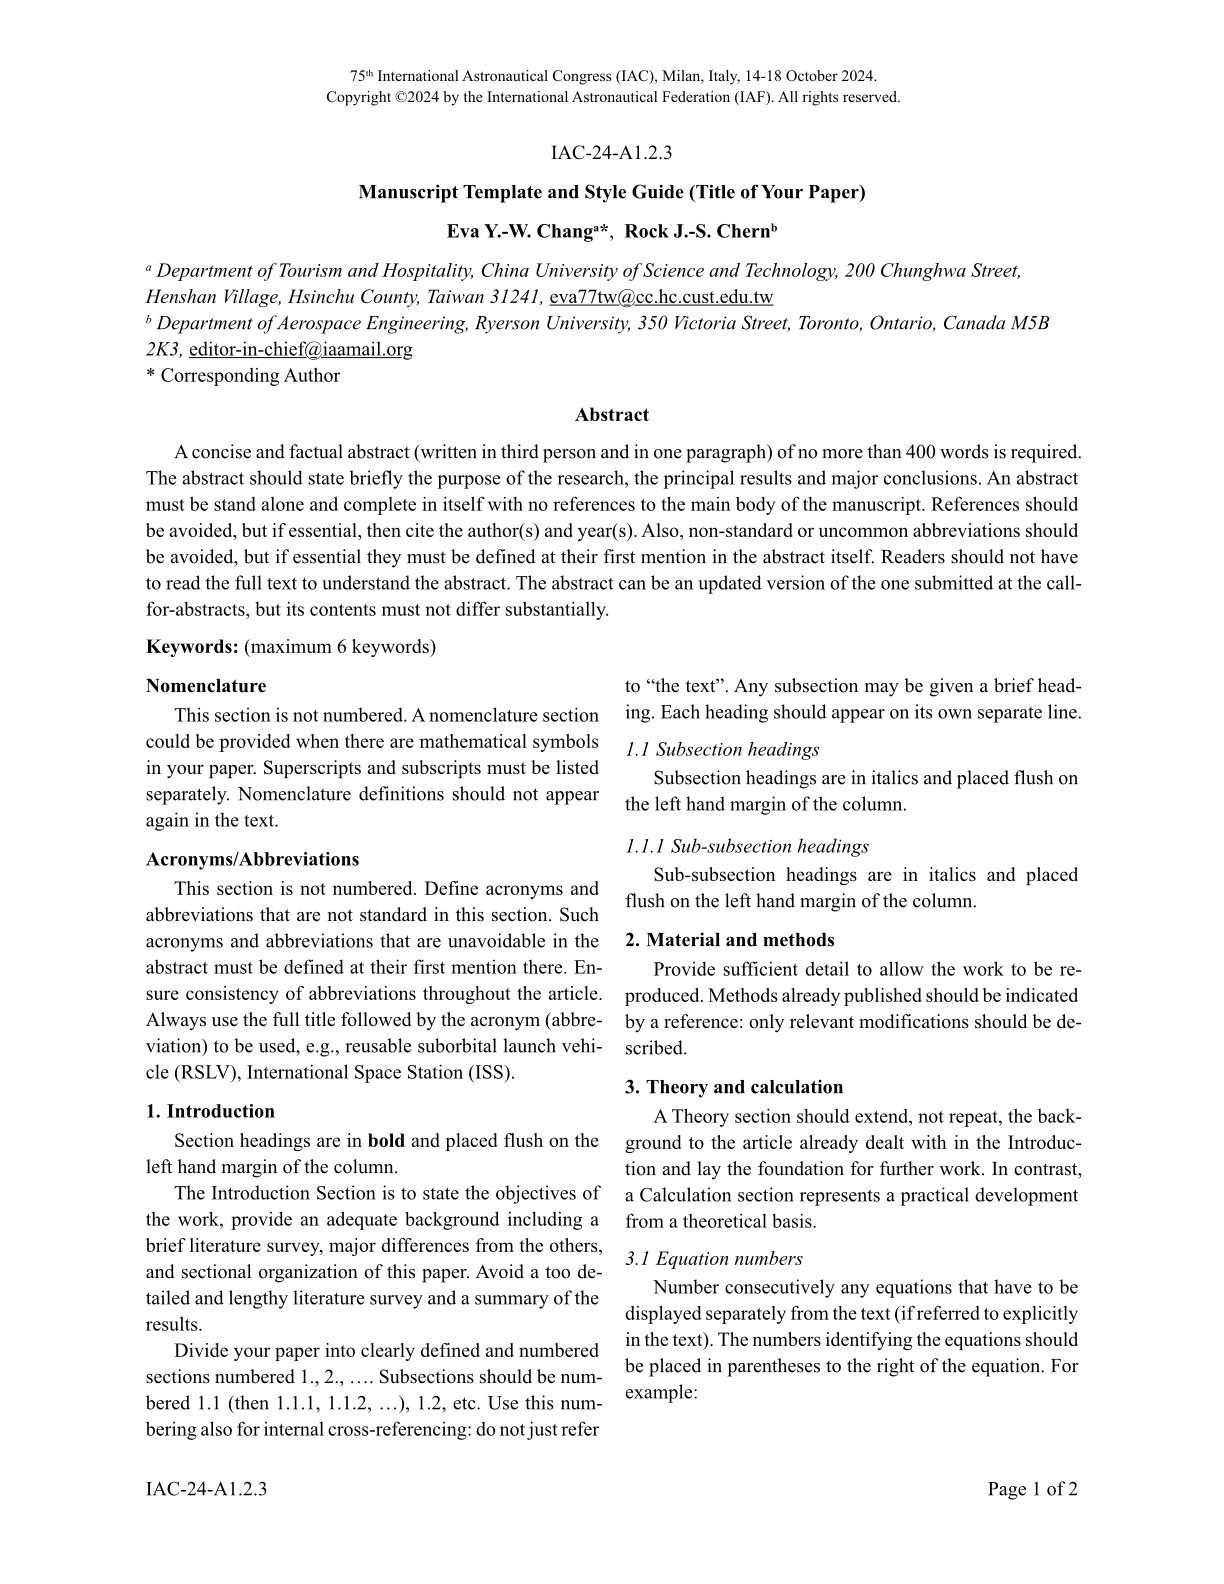 75th International Astronautical Congress (IAC), Milan, Italy, 14-18 October 2024.
Copyright ©2024 by the International Astronautical Federation (IAF). All rights reserved.
IAC-24-A1.2.3
Manuscript Template and Style Guide (Title of Your Paper)
Eva Y.-W. Changa*, Rock J.-S. Chernb
a Department of Tourism and Hospitality, China University of Science and Technology, 200 Chunghwa Street,
Henshan Village, Hsinchu County, Taiwan 31241, eva77tw@cc.hc.cust.edu.tw
b Department of Aerospace Engineering, Ryerson University, 350 Victoria Street, Toronto, Ontario, Canada M5B
2K3, editor-in-chief@iaamail.org
* Corresponding Author
Abstract
A concise and factual abstract (written in third person and in one paragraph) of no more than 400 words is required.
The abstract should state briefly the purpose of the research, the principal results and major conclusions. An abstract
must be stand alone and complete in itself with no references to the main body of the manuscript. References should
be avoided, but if essential, then cite the author(s) and year(s). Also, non-standard or uncommon abbreviations should
be avoided, but if essential they must be defined at their first mention in the abstract itself. Readers should not have
to read the full text to understand the abstract. The abstract can be an updated version of the one submitted at the call-
for-abstracts, but its contents must not differ substantially.
Keywords: (maximum 6 keywords)
Nomenclature
This section is not numbered. A nomenclature section
could be provided when there are mathematical symbols
in your paper. Superscripts and subscripts must be listed
separately. Nomenclature definitions should not appear
again in the text.
Acronyms/Abbreviations
This section is not numbered. Define acronyms and
abbreviations that are not standard in this section. Such
acronyms and abbreviations that are unavoidable in the
abstract must be defined at their first mention there. En-
sure consistency of abbreviations throughout the article.
Always use the full title followed by the acronym (abbre-
viation) to be used, e.g., reusable suborbital launch vehi-
cle (RSLV), International Space Station (ISS).
1. Introduction
Section headings are in bold and placed flush on the
left hand margin of the column.
The Introduction Section is to state the objectives of
the work, provide an adequate background including a
brief literature survey, major differences from the others,
and sectional organization of this paper. Avoid a too de-
tailed and lengthy literature survey and a summary of the
results.
Divide your paper into clearly defined and numbered
sections numbered 1., 2., …. Subsections should be num-
bered 1.1 (then 1.1.1, 1.1.2, …), 1.2, etc. Use this num-
bering also for internal cross-referencing: do not just refer
to “the text”. Any subsection may be given a brief head-
ing. Each heading should appear on its own separate line.
1.1 Subsection headings
Subsection headings are in italics and placed flush on
the left hand margin of the column.
1.1.1 Sub-subsection headings
Sub-subsection headings are in italics and placed
flush on the left hand margin of the column.
2. Material and methods
Provide sufficient detail to allow the work to be re-
produced. Methods already published should be indicated
by a reference: only relevant modifications should be de-
scribed.
3. Theory and calculation
A Theory section should extend, not repeat, the back-
ground to the article already dealt with in the Introduc-
tion and lay the foundation for further work. In contrast,
a Calculation section represents a practical development
from a theoretical basis.
3.1 Equation numbers
Number consecutively any equations that have to be
displayed separately from the text (if referred to explicitly
in the text). The numbers identifying the equations should
be placed in parentheses to the right of the equation. For
example:
IAC-24-A1.2.3
Page 1 of 2